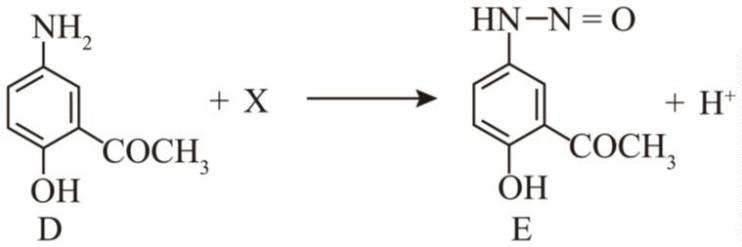 NH₂
HN–N=O
+ X
+ H⁺
COCH₃
COCH₃
OH
OH
D
E